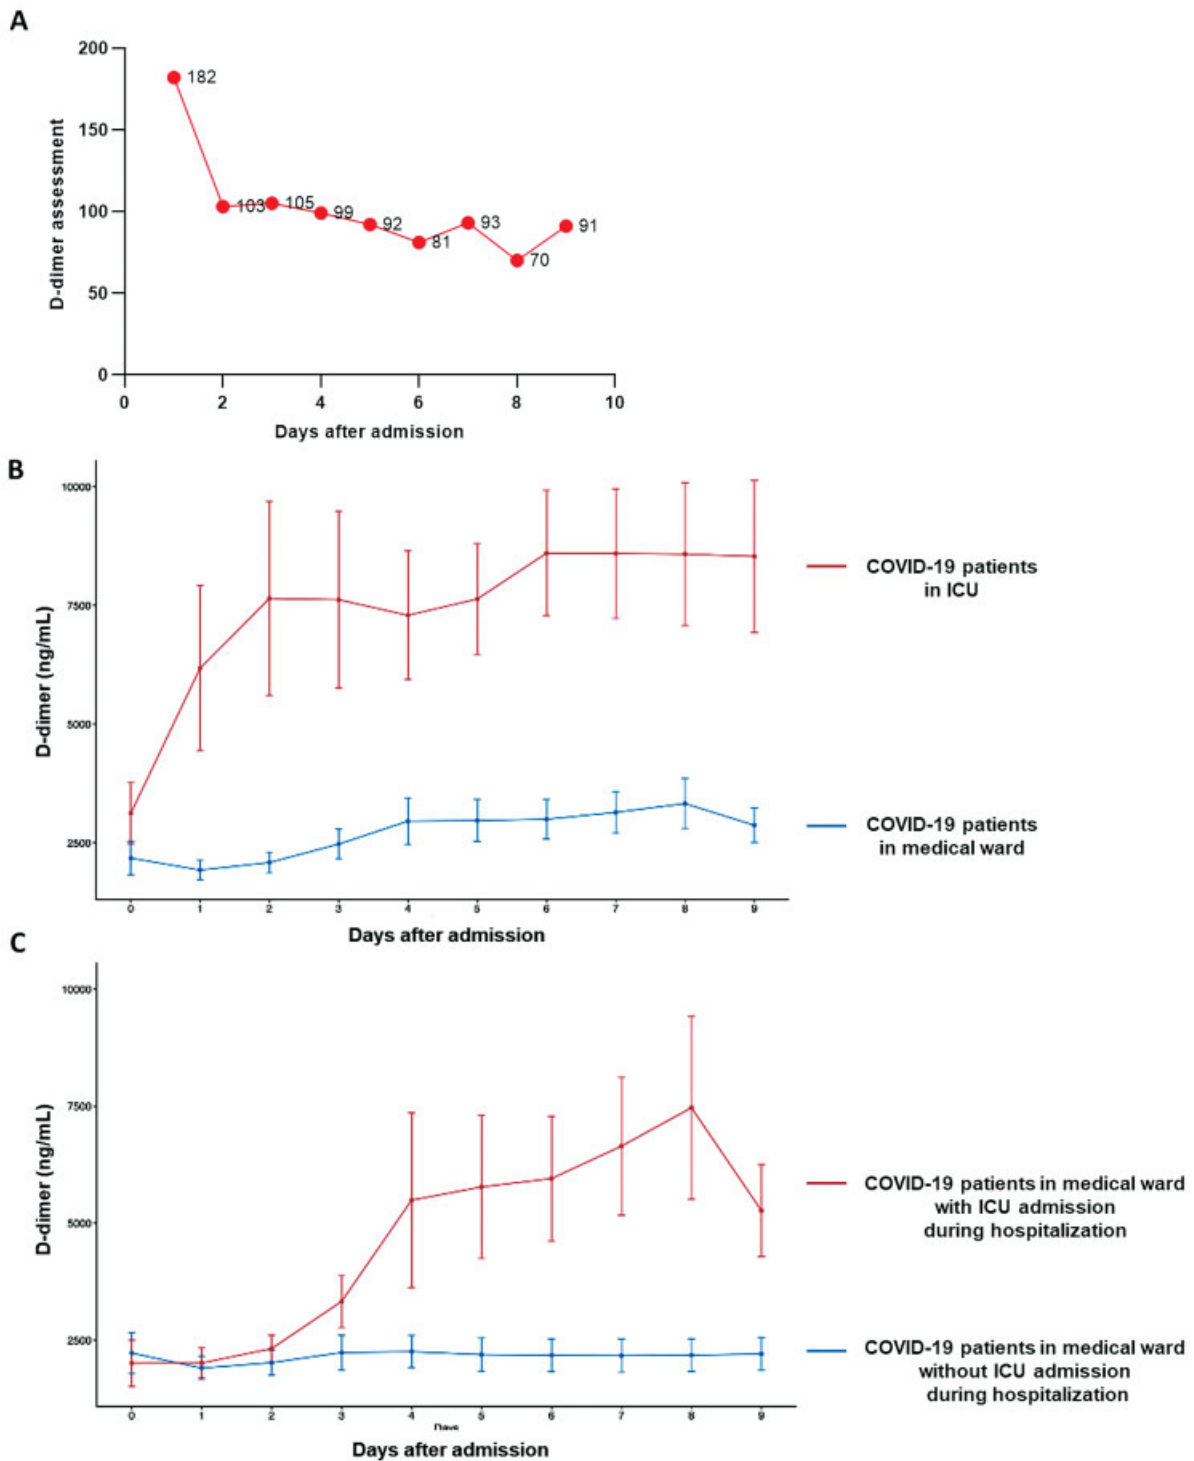 A
200
150
100
50
0
D-dimer assessment
182
103
105
99
92
81
93
70
91
0 2 4 6 8 10
Days after admission
B
10000
7500
5000
2500
D-dimer (ng/mL)
0 1 2 3 4 5 6 7 8 9
Days after admission
COVID-19 patients
in ICU
COVID-19 patients
in medical ward
C
10000
7500
5000
2500
D-dimer (ng/mL)
0 1 2 3 4 5 6 7 8 9
Days
Days after admission
COVID-19 patients in medical ward
with ICU admission
during hospitalization
COVID-19 patients in medical ward
without ICU admission
during hospitalization